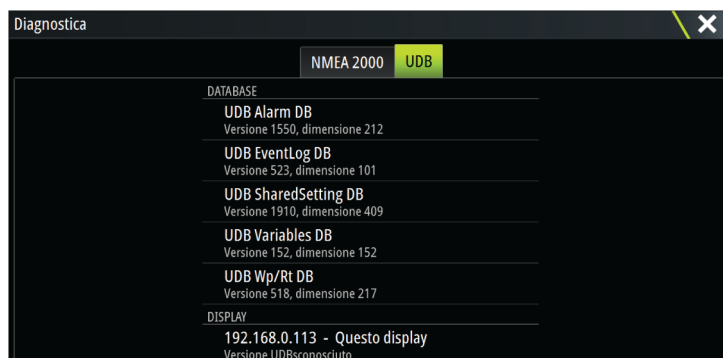 Diagnostica
NMEA 2000 UDB
DATABASE
UDB Alarm DB
Versione 1550, dimensione 212
UDB EventLog DB
Versione 523, dimensione 101
UDB SharedSetting DB
Versione 1910, dimensione 409
UDB Variables DB
Versione 152, dimensione 152
UDB Wp/Rt DB
Versione 518, dimensione 217
DISPLAY
192.168.0.113 - Questo display
Versione UDBsconosciuto